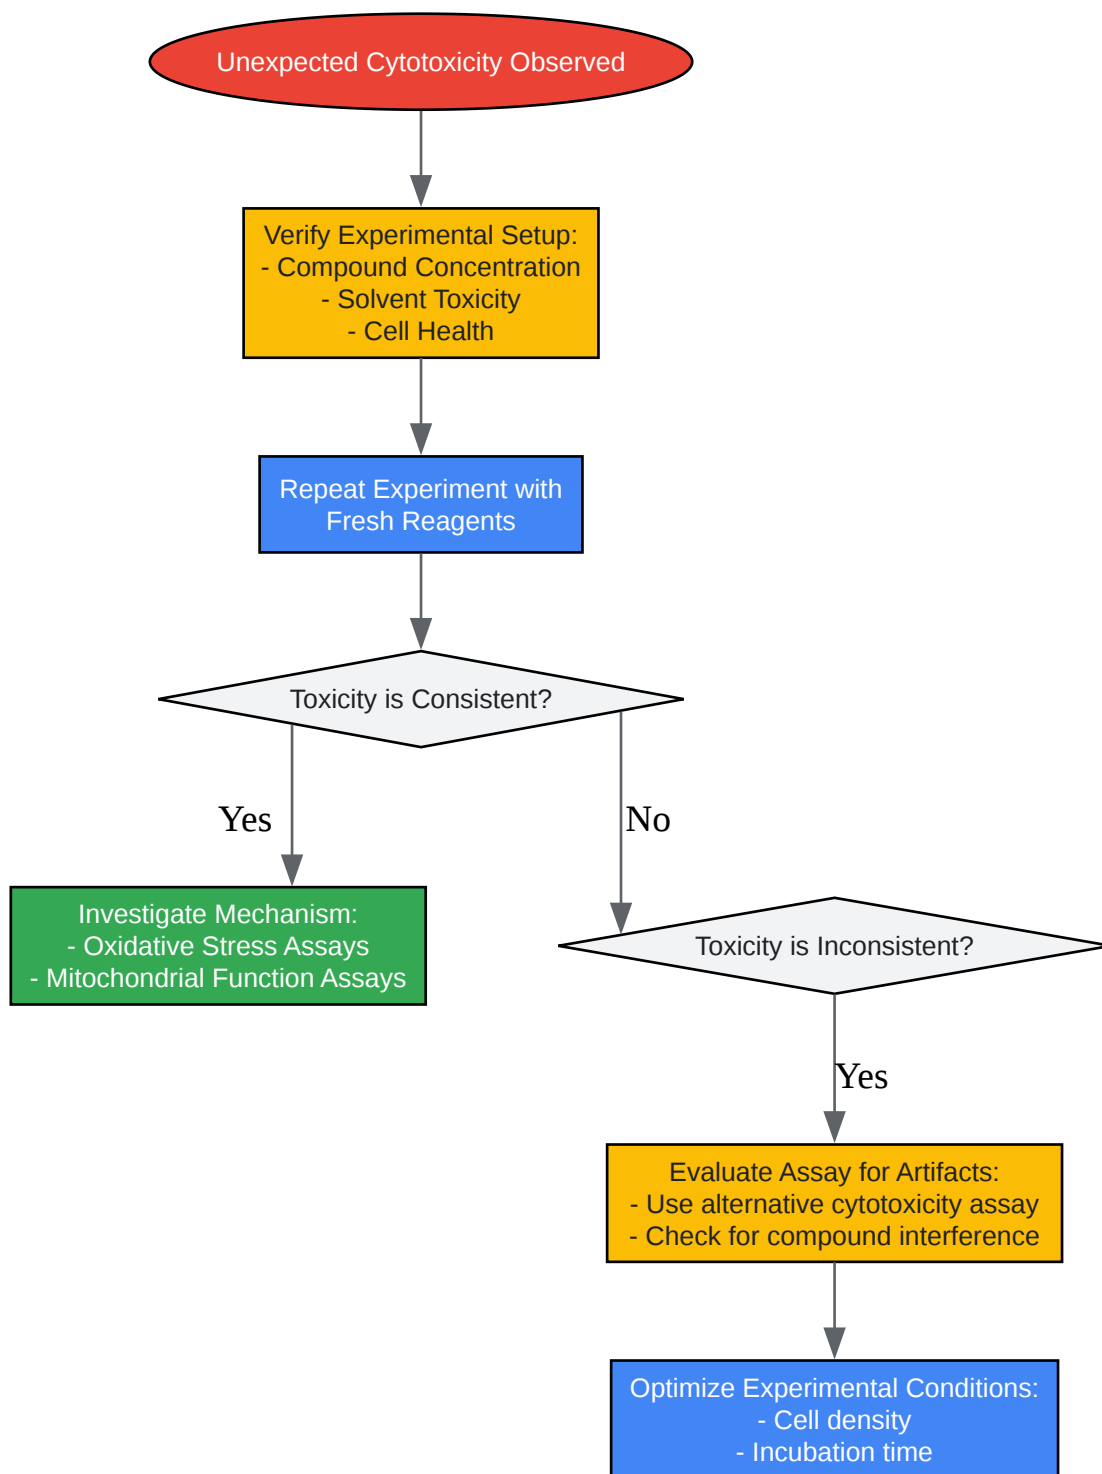 Unexpected Cytotoxicity Observed
Verify Experimental Setup:
- Compound Concentration
- Solvent Toxicity
- Cell Health
Repeat Experiment with
Fresh Reagents
Toxicity is Consistent?
Yes
No
Investigate Mechanism:
- Oxidative Stress Assays
- Mitochondrial Function Assays
Toxicity is Inconsistent?
Yes
Evaluate Assay for Artifacts:
- Use alternative cytotoxicity assay
- Check for compound interference
Optimize Experimental Conditions:
- Cell density
- Incubation time